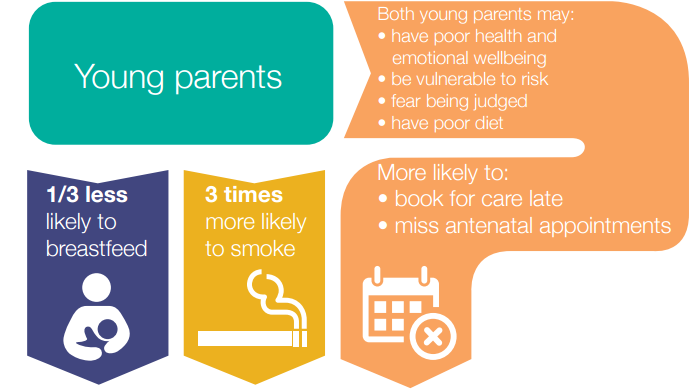 Young parents
Both young parents may:
• have poor health and
emotional wellbeing
• be vulnerable to risk
• fear being judged
• have poor diet
1/3 less
likely to
breastfeed
3 times
more likely
to smoke
More likely to:
• book for care late
• miss antenatal appointments